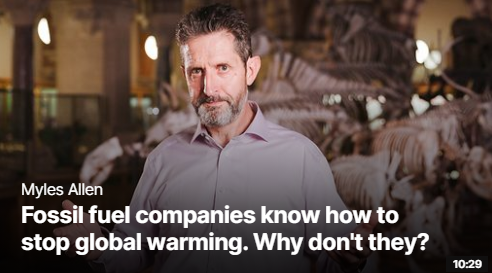 Myles Allen
Fossil fuel companies know how to
stop global warming. Why don't they?
10:29